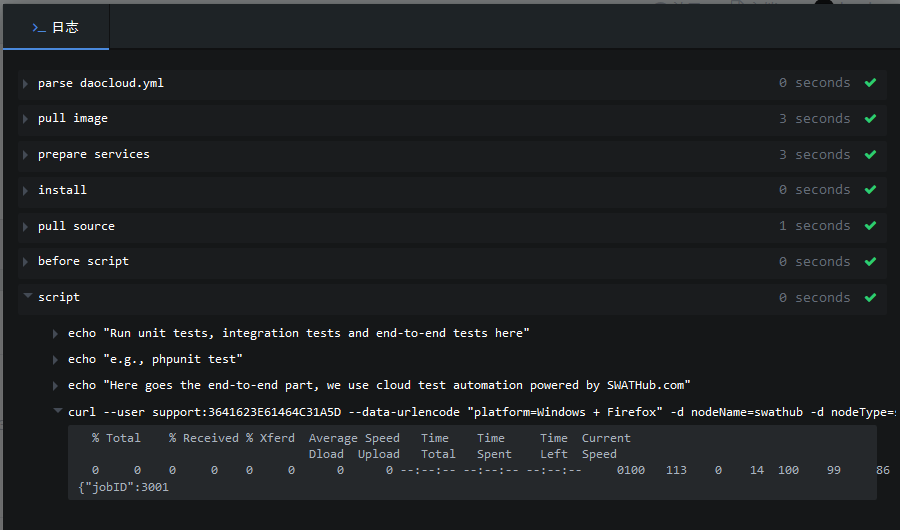 >_ 日志
parse daocloud.yml 0 seconds
pull image 3 seconds
prepare services 3 seconds
install 0 seconds
pull source 1 seconds
before script 0 seconds
script 0 seconds
echo "Run unit tests, integration tests and end-to-end tests here"
echo "e.g., phpunit test"
echo "Here goes the end-to-end part, we use cloud test automation powered by SWATHub.com"
curl --user support:3641623E61464C31A5D --data-urlencode "platform=Windows + Firefox" -d nodeName=swathub -d nodeType=
% Total % Received % Xferd Average Speed Time Time Time Current
Dload Upload Total Spent Left Speed
0 0 0 0 0 0 0 0 --:--:-- --:--:-- --:--:-- 0100 113 0 14 100 99 86
{"jobID":3001